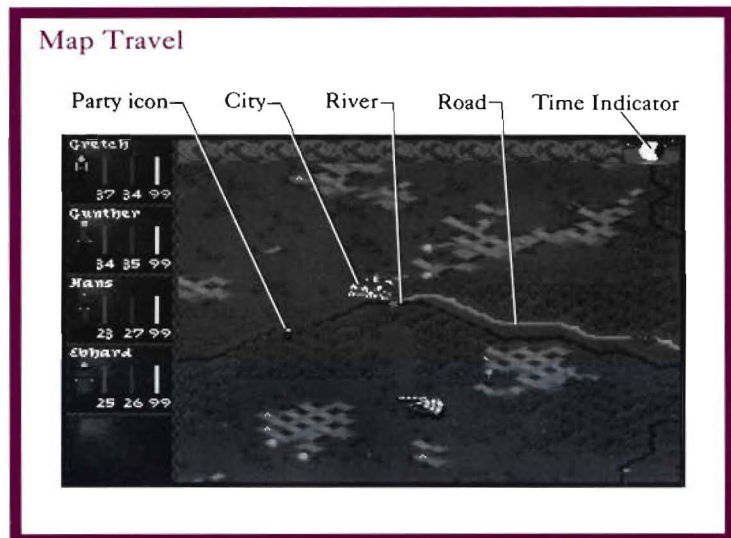 Map Travel
Party icon City River Road Time Indicator
Gretch
37 34 99
Gunther
34 35 99
Hans
23 27 99
Ebhard
25 26 99